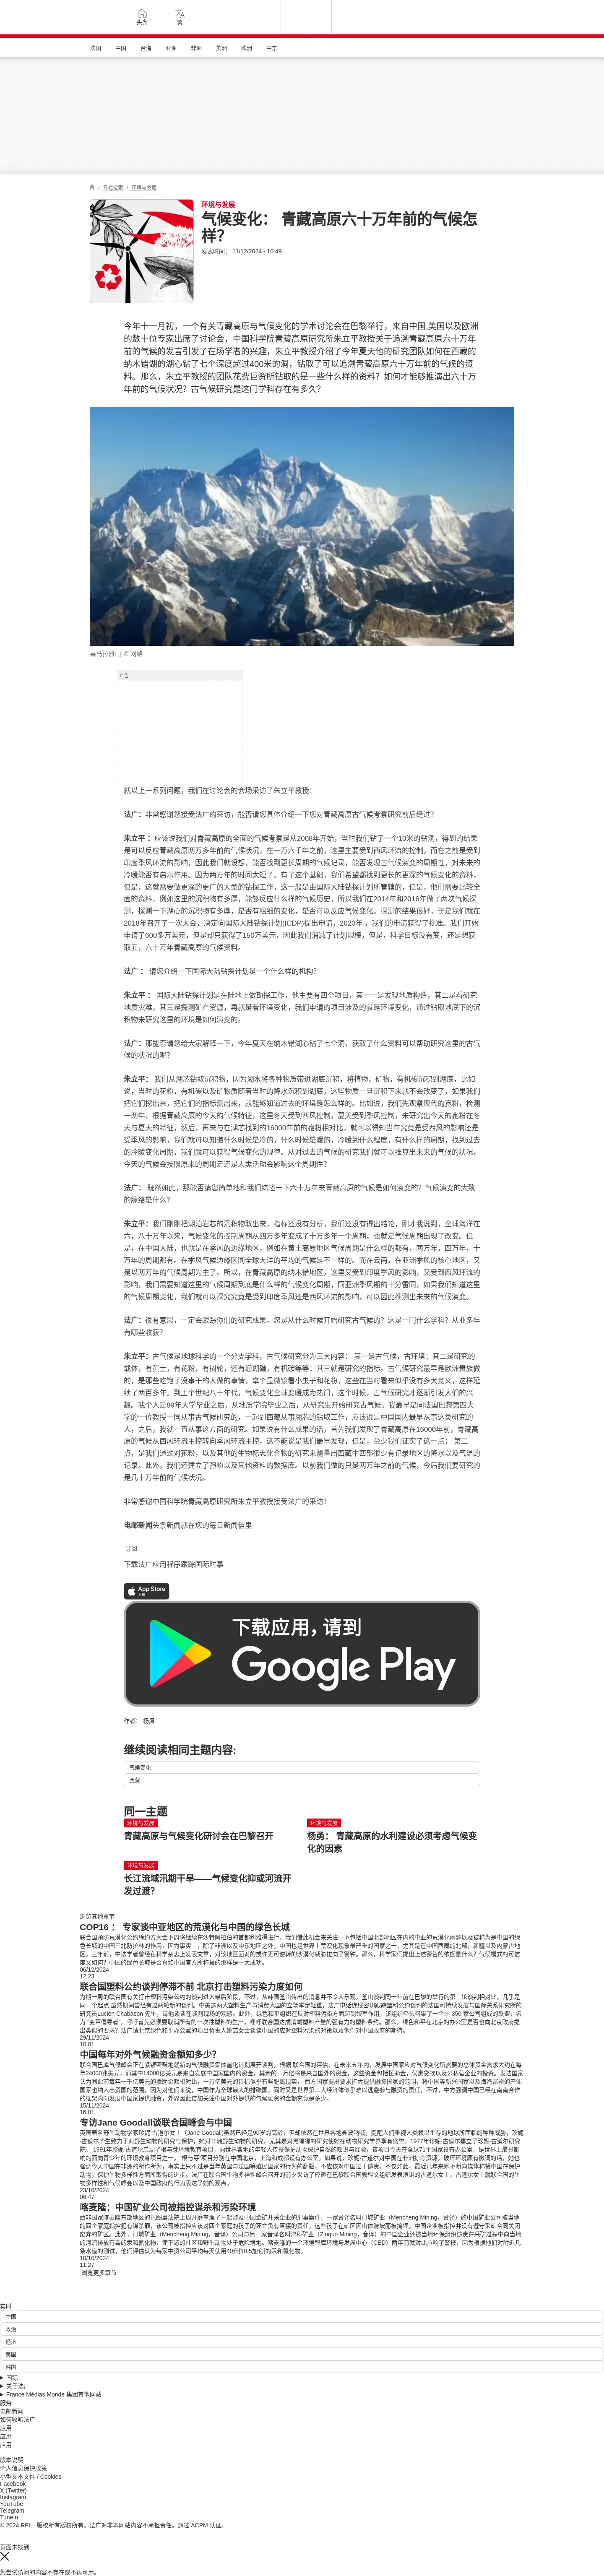 头条
繁
法国 中国 台海 亚洲 非洲 美洲 欧洲 中东
/ 专栏检索 / 环境与发展
环境与发展
气候变化： 青藏高原六十万年前的气候怎样?
发表时间： 11/12/2024 - 10:49
今年十一月初，一个有关青藏高原与气候变化的学术讨论会在巴黎举行，来自中国,美国以及欧洲的数十位专家出席了讨论会，中国科学院青藏高原研究所朱立平教授关于追溯青藏高原六十万年前的气候的发言引发了在场学者的兴趣，朱立平教授介绍了今年夏天他的研究团队如何在西藏的纳木错湖的湖心钻了七个深度超过400米的洞，钻取了可以追溯青藏高原六十万年前的气候的资料。那么，朱立平教授的团队花费巨资所钻取的是一些什么样的资料？如何才能够推演出六十万年前的气候状况？古气候研究是这门学科存在有多久?
喜马拉雅山 © 网络
广告
就以上一系列问题，我们在讨论会的会场采访了朱立平教授：
法广：非常感谢您接受法广的采访，能否请您具体介绍一下您对青藏高原古气候考察研究前后经过?
朱立平 ：应该说我们对青藏高原的全面的气候考察是从2008年开始，当时我们钻了一个10米的钻洞，得到的结果是可以反应青藏高原两万多年前的气候状况，在一万六千年之前，这里主要受到西风环流的控制，而在之前是受到印度季风环流的影响，因此我们就设想，能否找到更长周期的气候记录，能否发现古气候演变的周期性，对未来的冷暖能否有启示作用。因为两万年的时间太短了。有了这个基础，我们希望都找到更长的更深的气候变化的资料，但是，这就需要做更深的更广的大型的钻探工作，这一般是由国际大陆钻探计划所管辖的，但是，他们需要比较全面的资料，例如这里的沉积物有多厚，能够反应什么样的气候历史，所以我们在2014年和2016年做了两次气候探测，探测一下湖心的沉积物有多厚，是否有粗细的变化，是否可以反应气候变化。探测的结果很好，于是我们就在2018年召开了一次大会，决定向国际大陆钻探计划(ICDP)提出申请，2020年 ，我们的申请获得了批准。我们开始申请了600多万美元，但是却只获得了150万美元，因此我们消减了计划规模，但是，科学目标没有变，还是想获取五，六十万年青藏高原的气候资料。
法广 ： 请您介绍一下国际大陆钻探计划是一个什么样的机构?
朱立平 ： 国际大陆钻探计划是在陆地上做勘探工作，他主要有四个项目，其一一是发现地质构造，其二是看研究地质灾难，其三是探测矿产资源，再就是看环境变化，我们申请的项目涉及的就是环境变化，通过钻取地底下的沉积物来研究这里的环境是如何演变的。
法广：那能否请您给大家解释一下，今年夏天在纳木错湖心钻了七个洞，获取了什么资料可以帮助研究这里的古气候的状况的呢?
朱立平： 我们从湖芯钻取沉积物，因为湖水将各种物质带进湖底沉积，将植物，矿物，有机碳沉积到湖底，比如说，当时的花粉，有机碳以及矿物质随着当时的降水沉积到湖底，这些物质一旦沉积下来就不会改变了，如果我们把它们挖出来，把它们的指标测出来，就能够知道过去的环境是怎么样的。比如说，我们先观察现代的孢粉，检测一两年，根据青藏高原的今天的气候特征，这里冬天受到西风控制，夏天受到季风控制，来研究出今天的孢粉在冬天与夏天的特征，然后，再来与在湖芯找到的16000年前的孢粉相对比，就可以得知当年究竟是受西风的影响还是受季风的影响，我们就可以知道什么时候是冷的，什么时候是暖的，冷暖到什么程度，有什么样的周期，找到过去的冷暖变化周期，我们就可以获得气候变化的规律。从对过去的气候的研究我们就可以推算出未来的气候的状况，今天的气候会按照原来的周期走还是人类活动会影响这个周期性?
法广： 既然如此，那能否请您简单地和我们综述一下六十万年来青藏高原的气候是如何演变的？气候演变的大致的脉络是什么?
朱立平：我们刚刚把湖泊岩芯的沉积物取出来，指标还没有分析，我们还没有得出结论，刚才我说到，全球海洋在六，八十万年以来，气候变化的控制周期从四万多年变成了十万多年一个周期，也就是气候周期出现了改变。但是，在中国大陆，也就是在季风的边缘地区，例如在黄土高原地区气候周期是什么样的都有，两万年，四万年，十万年的周期都有。在季风气候边缘区同全球大洋的平均的气候是不一样的。而在云南，在亚洲季风的核心地区，又是以两万年的气候周期为主了。所以，在青藏高原的纳木错地区，这里又受到印度季风的影响，又受到西风环流的影响，我们需要知道这里的气候周期到底是什么样的气候变化周期，同亚洲季风期的十分雷同，如果我们知道这里的气候周期变化，我们就可以探究究竟是受到印度季风还是西风环流的影响，可以因此推测出未来的气候演变。
法广：很有意思，一定会跟踪你们的研究成果。您是从什么时候开始研究古气候的？这是一门什么学科？从业多年有哪些收获?
朱立平：古气候是地球科学的一个分支学科，古气候研究分为三大内容： 其一是古气候，古环境；其二是研究的载体，有黄土，有花粉，有树轮，还有珊瑚礁，有机碳等等；其三就是研究的指标。古气候研究最早是欧洲贵族做的，是那些吃饱了没事干的人做的事情，拿个显微镜看小虫子和花粉，这些在当时看来似乎没有多大意义，这样延续了两百多年。到上个世纪八十年代，气候变化全球变暖成为热门，这个时候，古气候研究才逐渐引发人们的兴趣。我个人是89年大学毕业之后，从地质学院毕业之后，从研究生开始研究古气候。我最早是同法国巴黎第四大学的一位教授一同从事古气候研究的，一起到西藏从事湖芯的钻取工作，应该说是中国国内最早从事这类研究的人，之后，我就一直从事这方面的研究。如果说有什么成果的话，首先我们发现了青藏高原在16000年前，青藏高原的气候从西风环流主控转向季风环流主控，这不能说是我们最早发现，但是，至少我们证实了这一点； 第二点，是我们通过对孢粉，以及其他的生物标志化合物的研究来测量出西藏中西部很少有记录地区的降水以及气温的记录。此外，我们还建立了孢粉以及其他资料的数据库。以前我们做的只是两万年之前的气候，今后我们要研究的是几十万年前的气候状况。
非常感谢中国科学院青藏高原研究所朱立平教授接受法广的采访!
电邮新闻头条新闻就在您的每日新闻信里
订阅
下载法广应用程序跟踪国际时事
App Store
下载
下载应用，请到
Google Play
作者： 杨眉
继续阅读相同主题内容:
气候变化
西藏
同一主题
环境与发展
青藏高原与气候变化研讨会在巴黎召开
环境与发展
杨勇： 青藏高原的水利建设必须考虑气候变化的因素
环境与发展
长江流域汛期干旱——气候变化抑或河流开发过渡？
浏览其他章节
COP16 ： 专家谈中亚地区的荒漠化与中国的绿色长城
06/12/2024
12:23
联合国塑料公约谈判停滞不前 北京打击塑料污染力度如何
29/11/2024
10:01
中国每年对外气候融资金额知多少?
15/11/2024
16:01
专访Jane Goodall谈联合国峰会与中国
23/10/2024
06:47
喀麦隆：中国矿业公司被指控谋杀和污染环境
10/10/2024
11:27
浏览更多章节
实时
中国
政治
经济
美国
韩国
国际
关于法广
France Médias Monde 集团其他网站
服务
电邮新闻
如何收听法广
应用
应用
应用
版本说明
个人信息保护政策
小型文本文件 / Cookies
Facebook
X (Twitter)
Instagram
YouTube
Telegram
TuneIn
© 2024 RFI – 版权所有版权所有。法广对非本网站内容不承担责任。通过 ACPM 认证。
页面未找到
您尝试访问的内容不存在或不再可用。